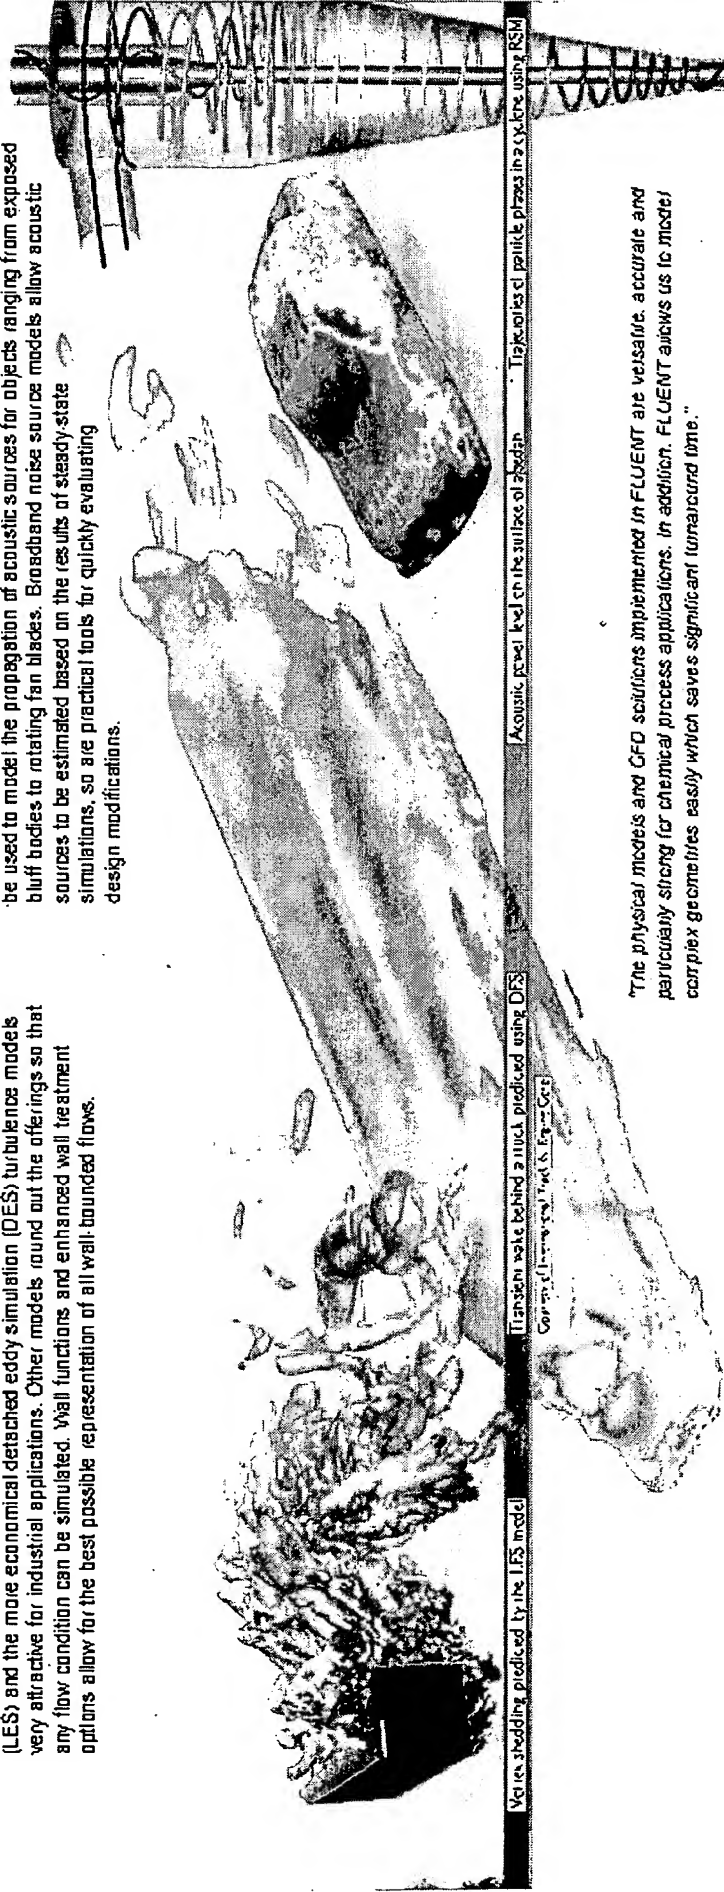 (LES) and the more economical detached eddy simulation (DES) turbulence models
very attractive for industrial applications. Other models round out the offerings so that
any flow condition can be simulated. Wall functions and enhanced wall treatment
options allow for the best possible representation of all wall-bounded flows.
be used to model the propagation of acoustic sources for objects ranging from exposed
bluff bodies to rotating fan blades. Broadband noise source models allow acoustic
sources to be estimated based on the results of steady-state
simulations, so are practical tools for quickly evaluating
design modifications.
Vortex shedding predicted by the LES model
Transient wake behind a truck predicted using DES
Acoustic power level on the surface of a sedan
Trajectories of particle phases in a cyclone using RSM
"The physical models and CFD solutions implemented in FLUENT are versatile, accurate and
particularly strong for chemical process applications. In addition, FLUENT allows us to model
complex geometries easily which saves significant turnaround time."